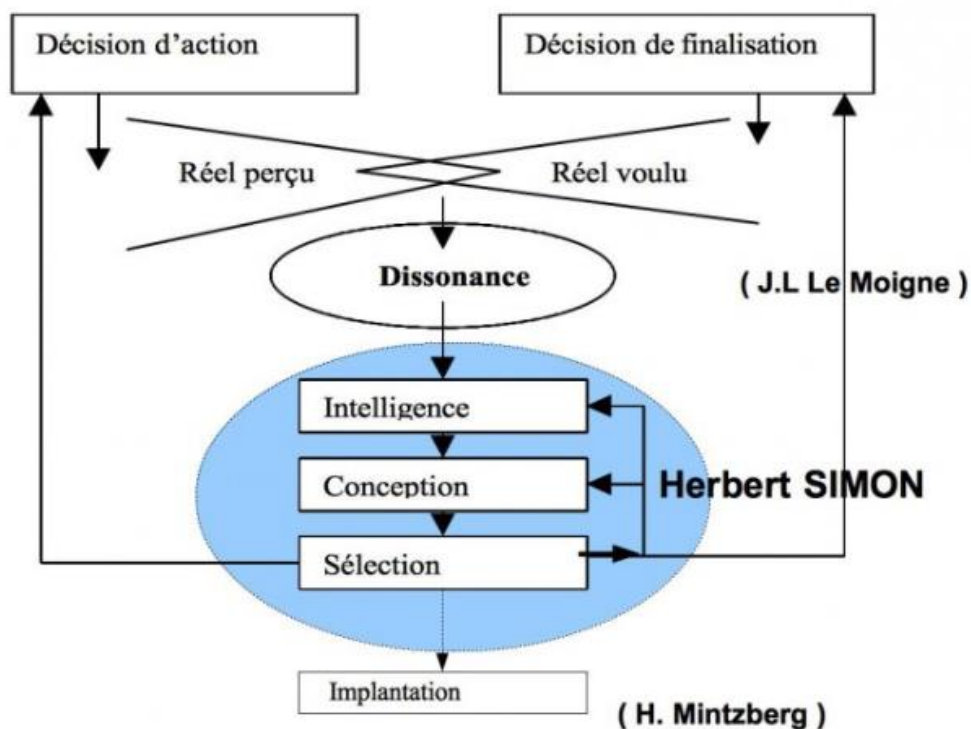 Décision d'action
Décision de finalisation
Réel perçu
Réel voulu
Dissonance
( J.L Le Moigne )
Intelligence
Conception
Herbert SIMON
Sélection
Implantation
( H. Mintzberg )